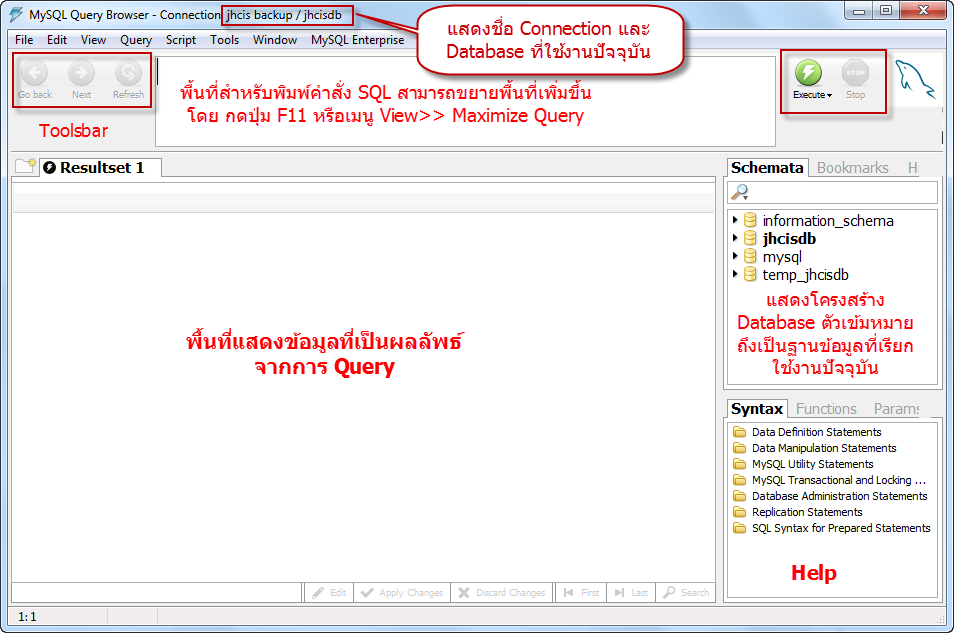 MySQL Query Browser - Connection: jhcis backup / jhcisdb
แสดงชื่อ Connection และ
Database ที่ใช้งานปัจจุบัน
File Edit View Query Script Tools Window MySQL Enterprise
Go back Next Refresh
Toolsbar
พื้นที่สำหรับพิมพ์คำสั่ง SQL สามารถขยายพื้นที่เพิ่มขึ้น
โดย กดปุ่ม F11 หรือเมนู View>> Maximize Query
Execute STOP Stop
Resultset 1
Schemata Bookmarks H
information_schema
jhcisdb
mysql
temp_jhcisdb
แสดงโครงสร้าง
Database ตัวเข้มหมาย
ถึงเป็นฐานข้อมูลที่เรียก
ใช้งานปัจจุบัน
พื้นที่แสดงข้อมูลที่เป็นผลลัพธ์
จากการ Query
Syntax Functions Params
Data Definition Statements
Data Manipulation Statements
MySQL Utility Statements
MySQL Transactional and Locking ...
Database Administration Statements
Replication Statements
SQL Syntax for Prepared Statements
Help
Edit Apply Changes Discard Changes First Last Search
1:1